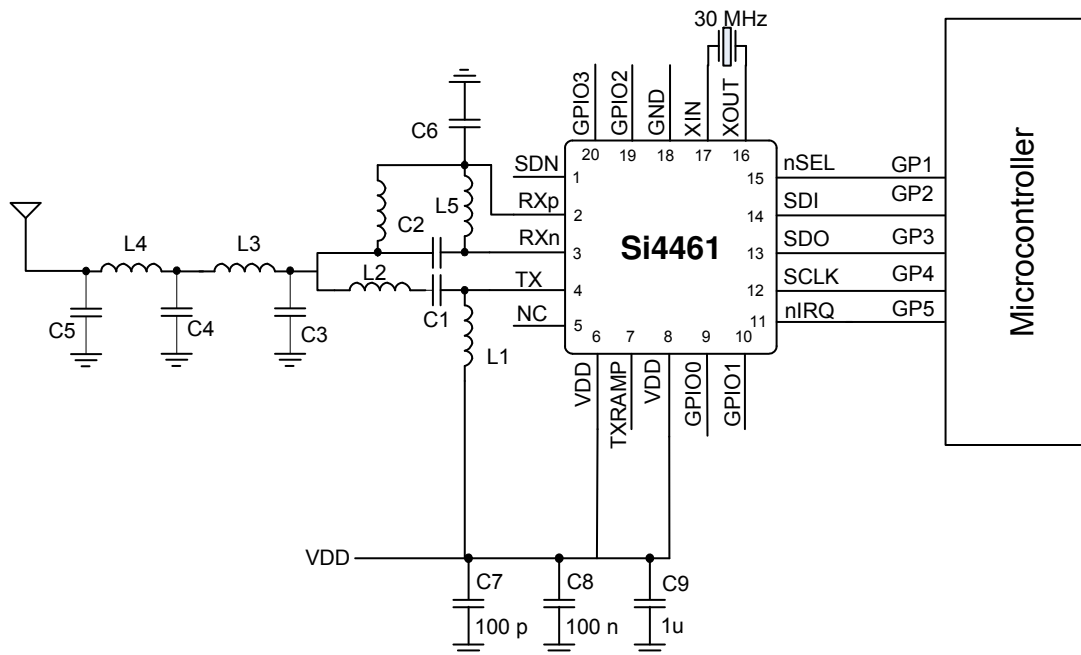 30 MHz
GPIO3
GPIO2
GND
XIN
XOUT
C6
20
19
18
17
16
SDN
1
nSEL
GP1
15
RXp
2
SDI
GP2
14
L5
C2
RXn
3
Si4461
SDO
GP3
13
L4
L3
L2
TX
4
SCLK
GP4
12
C5
C4
C3
C1
NC
5
nIRQ
GP5
11
L1
6
7
8
9
10
VDD
TXRAMP
VDD
GPIO0
GPIO1
Microcontroller
VDD
C7
C8
C9
100 p
100 n
1u